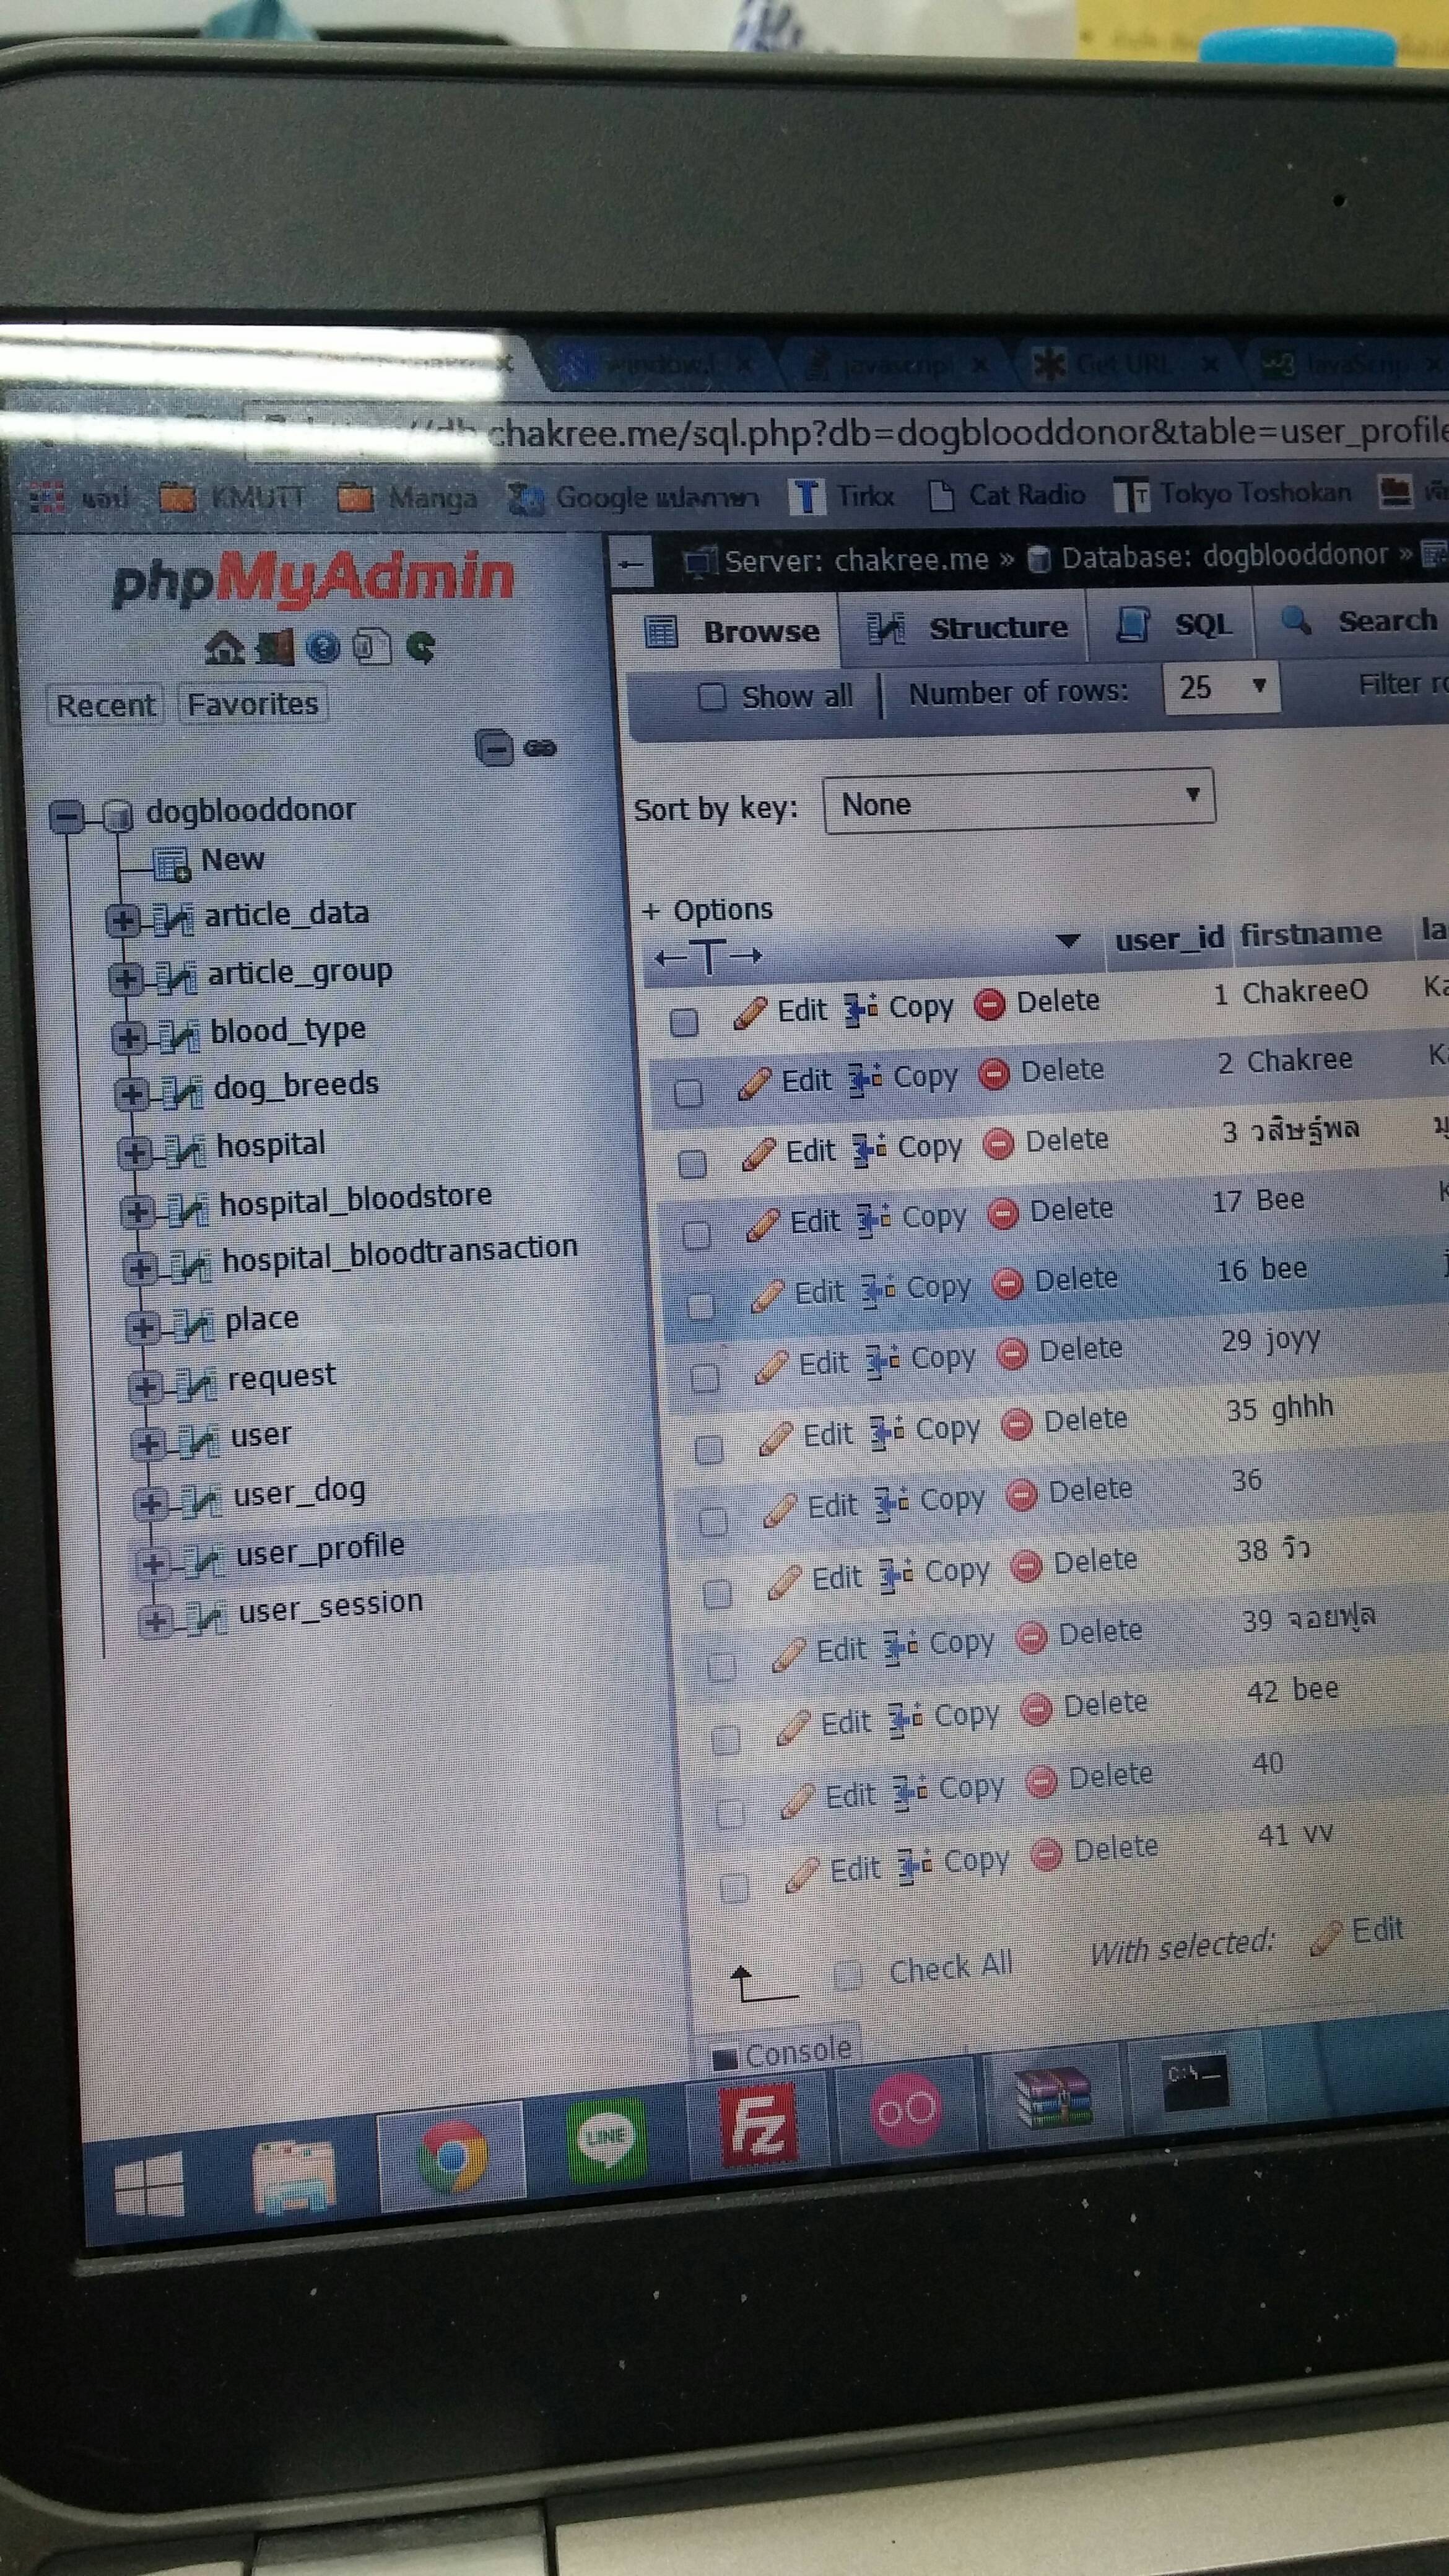 window.l
javascript
Get URL
JavaScrip
chakree.me/sql.php?db=dogblooddonor&table=user_profile
แอป KMUTT Manga Google แปลภาษา Tirkx Cat Radio Tokyo Toshokan
phpMyAdmin
Recent Favorites
dogblooddonor
New
article_data
article_group
blood_type
dog_breeds
hospital
hospital_bloodstore
hospital_bloodtransaction
place
request
user
user_dog
user_profile
user_session
Server: chakree.me » Database: dogblooddonor »
Browse Structure SQL Search
Show all Number of rows: 25 Filter ro
Sort by key: None
+ Options
←T→ user_id firstname la
Edit Copy Delete 1 ChakreeO Ka
Edit Copy Delete 2 Chakree Ka
Edit Copy Delete 3 วสิษฐ์พล มู
Edit Copy Delete 17 Bee K
Edit Copy Delete 16 bee j
Edit Copy Delete 29 joyy
Edit Copy Delete 35 ghhh
Edit Copy Delete 36
Edit Copy Delete 38 วิว
Edit Copy Delete 39 จอยฟูล
Edit Copy Delete 42 bee
Edit Copy Delete 40
Edit Copy Delete 41 vv
Check All With selected: Edit
Console
LINE
Fz
C:\_